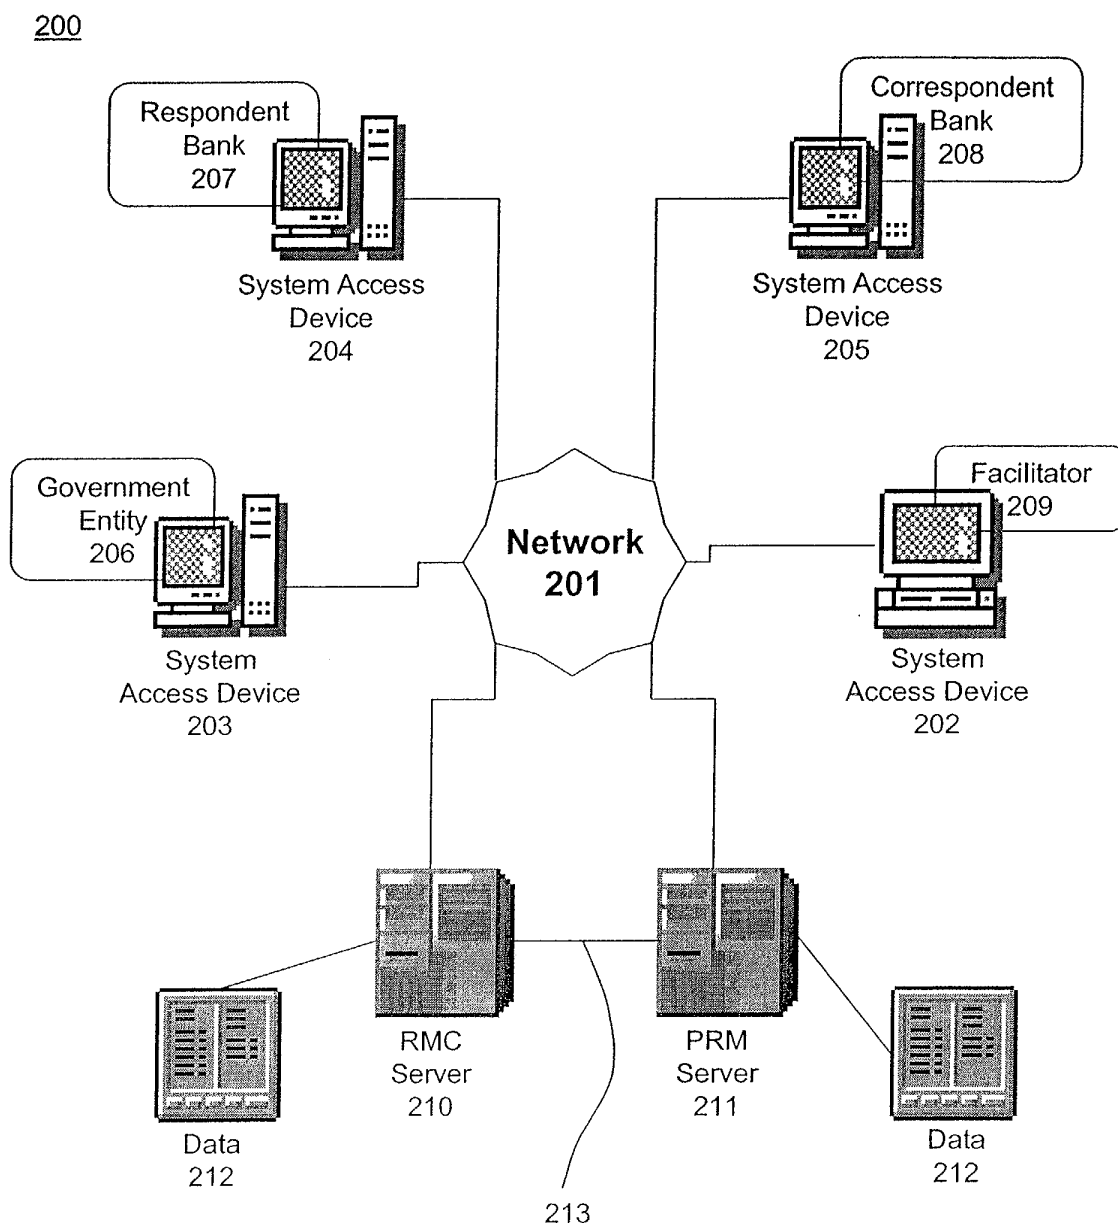 200
Respondent
Bank
207
Correspondent
Bank
208
System Access
Device
204
System Access
Device
205
Government
Entity
206
Network
201
Facilitator
209
System
Access Device
203
System
Access Device
202
RMC
Server
210
PRM
Server
211
Data
212
Data
212
213